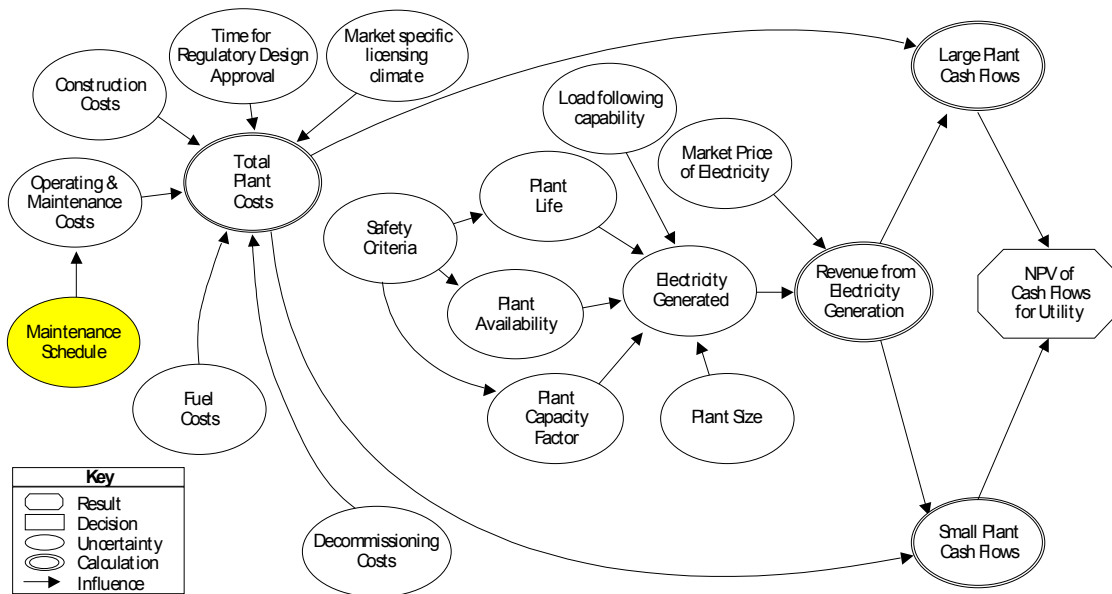 Time for
Regulatory Design
Approval
Market specific
licensing
climate
Large Plant
Cash Flows
Construction
Costs
Load following
capability
Total
Plant
Costs
Market Price
of Electricity
Operating &
Maintenance
Costs
Plant
Life
Safety
Criteria
Electricity
Generated
Revenue from
Electricity
Generation
NPV of
Cash Flows
for Utility
Plant
Availability
Maintenance
Schedule
Fuel
Costs
Plant
Capacity
Factor
Plant Size
Key
Result
Decision
Uncertainty
Calculation
Influence
Decommissioning
Costs
Small Plant
Cash Flows